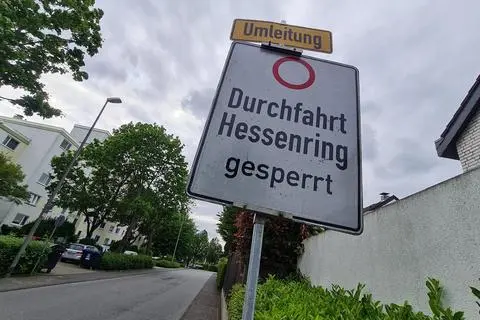 Umleitung
Durchfahrt
Hessenring
gesperrt